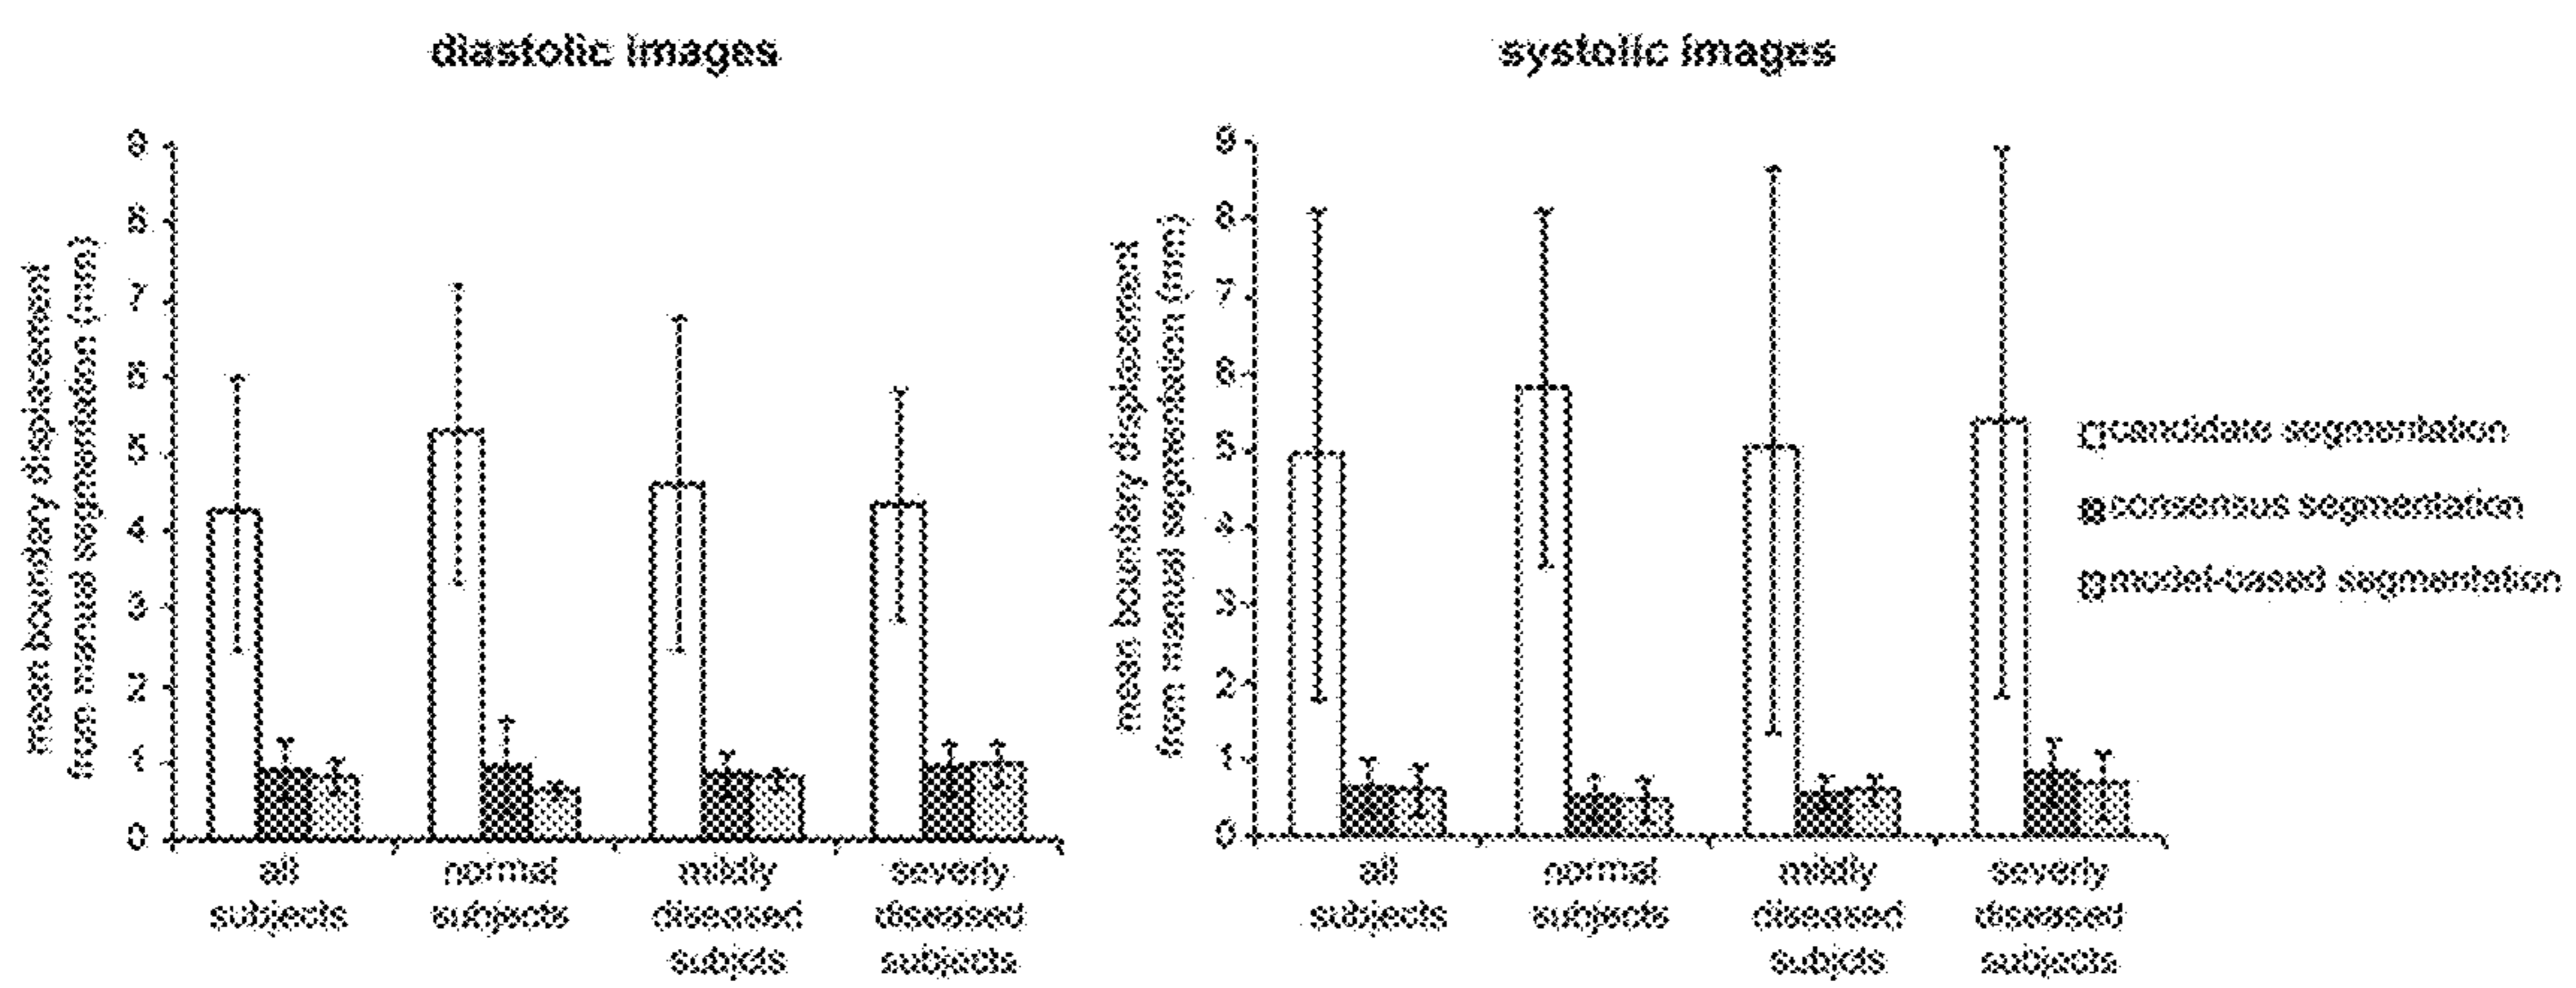 diastolic images
mean boundary displacement
from manual segmentation (mm)
9
8
7
6
5
4
3
2
1
0
all
subjects
normal
subjects
mildly
diseased
subjcts
severly
diseased
subjects
systolic images
mean boundary displacement
from manual segmentation (mm)
9
8
7
6
5
4
3
2
1
0
all
subjects
normal
subjects
mildly
diseased
subjcts
severly
diseased
subjects
candidate segmentation
consensus segmentation
model-based segmentation